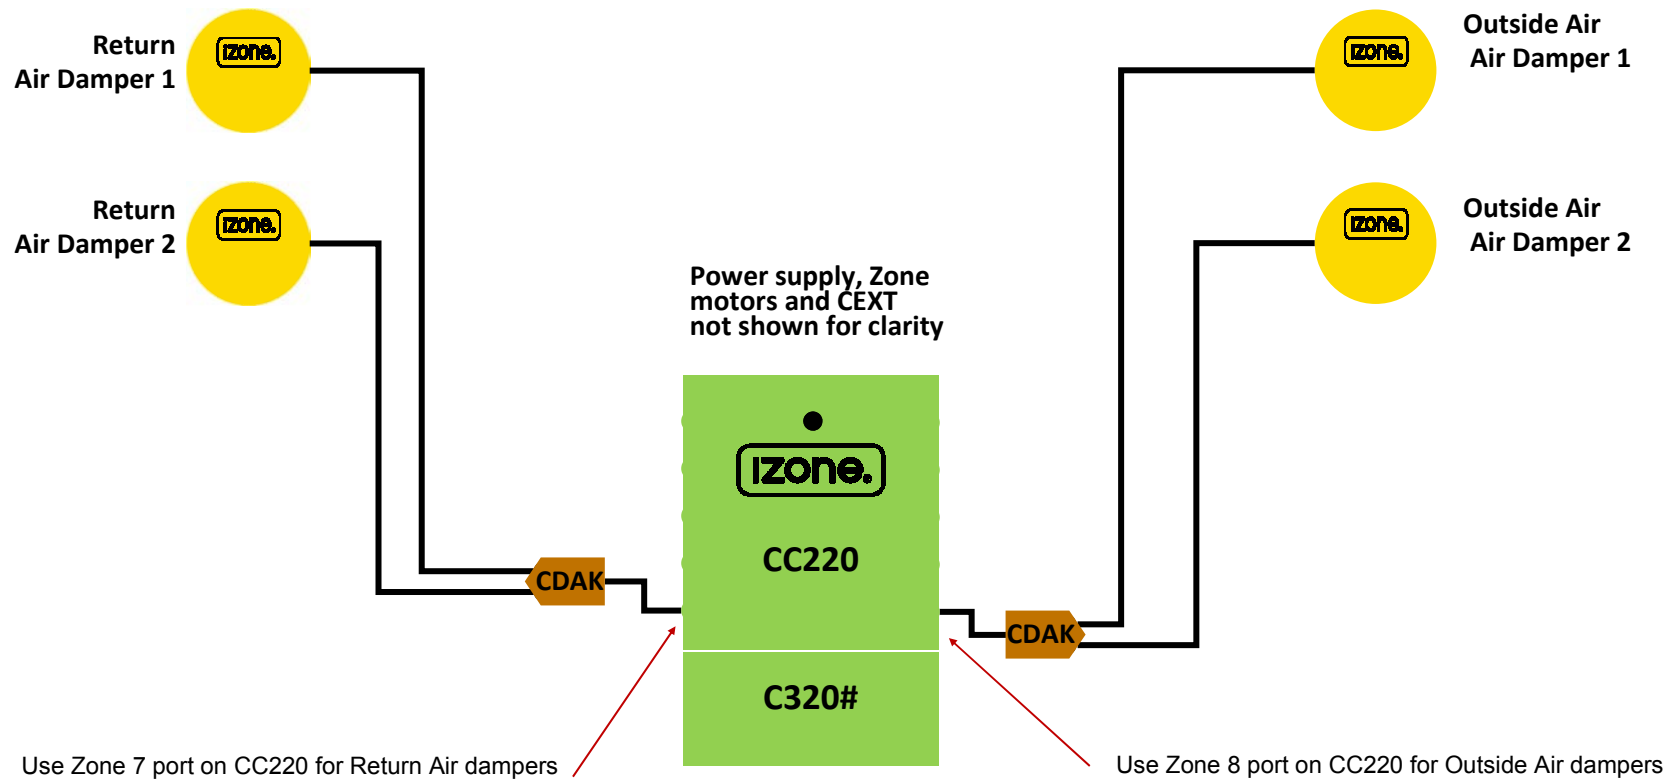 Return
Air Damper 1
izone.
Return
Air Damper 2
izone.
Outside Air
Air Damper 1
izone.
Outside Air
Air Damper 2
izone.
Power supply, Zone
motors and CEXT
not shown for clarity
izone.
CC220
CDAK
CDAK
C320#
Use Zone 7 port on CC220 for Return Air dampers
Use Zone 8 port on CC220 for Outside Air dampers